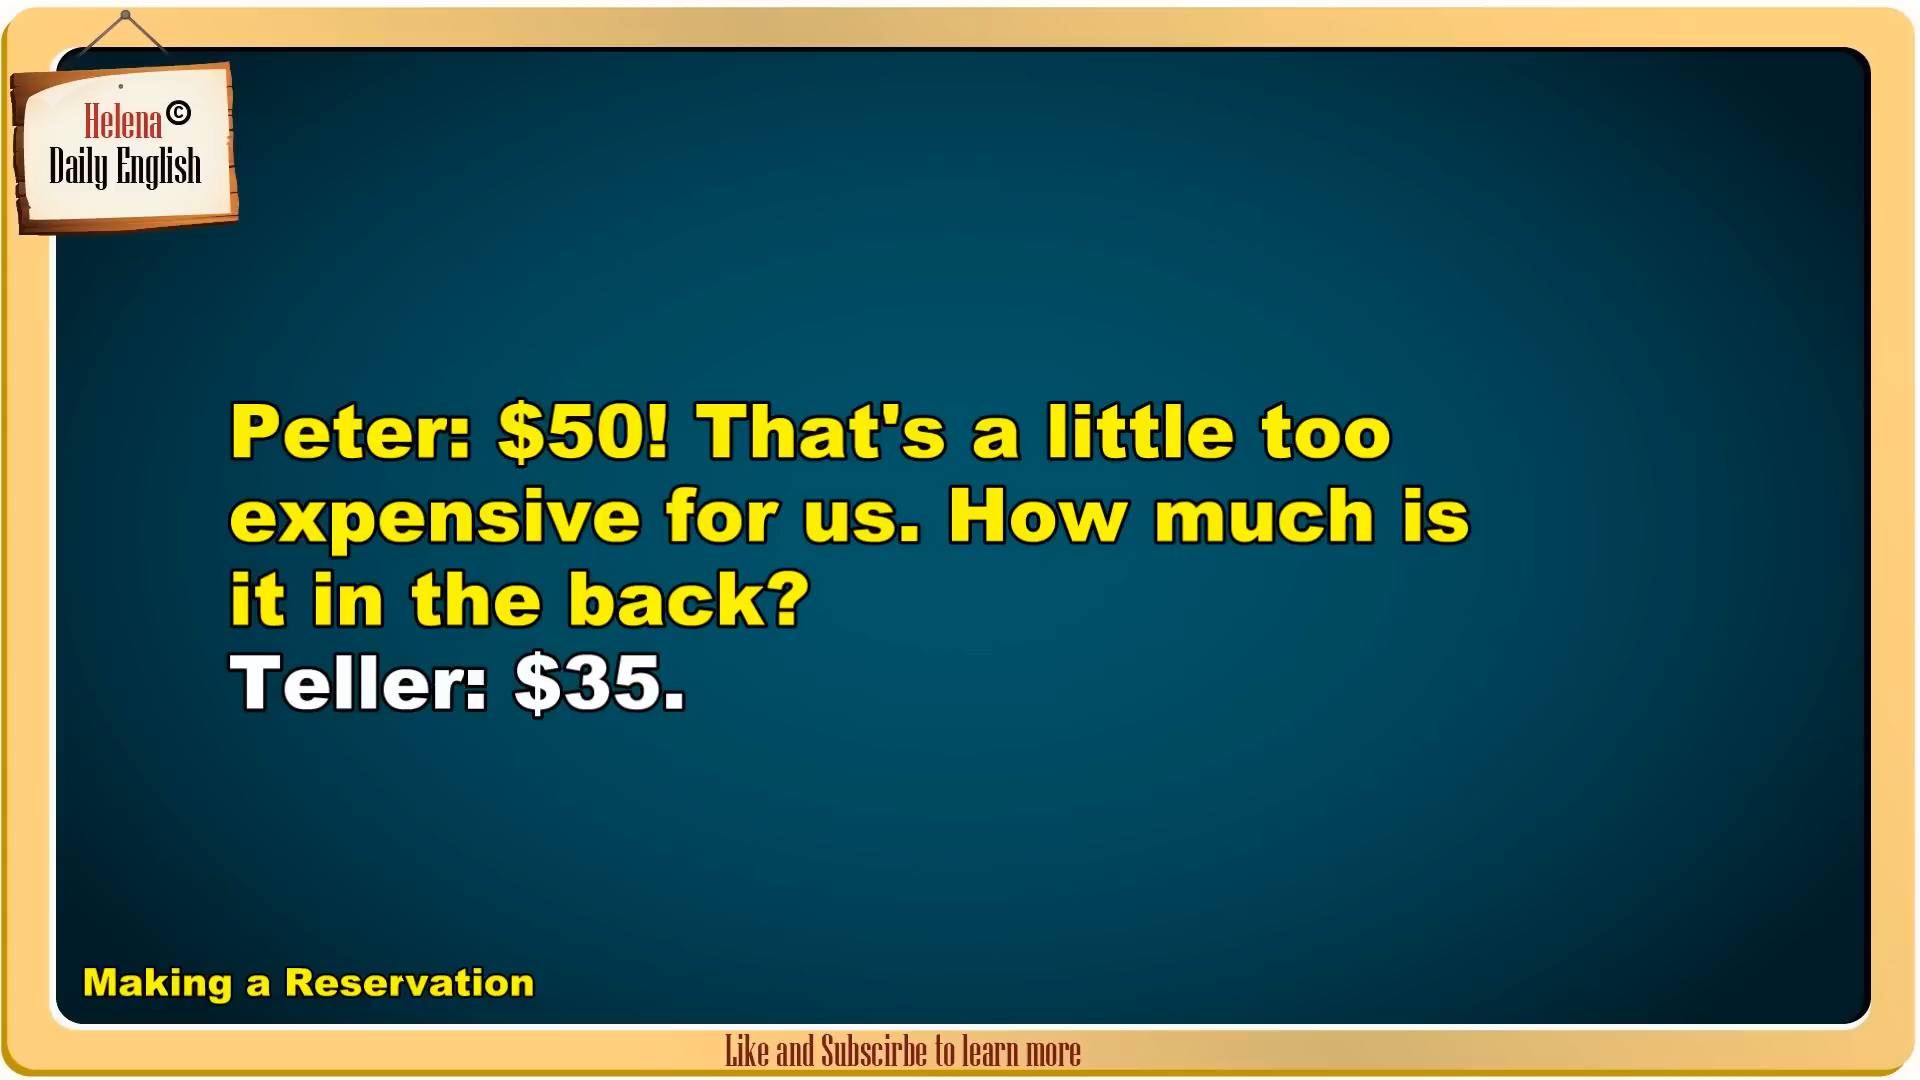 Helena©
Daily English
Peter: $50! That's a little too
expensive for us. How much is
it in the back?
Teller: $35.
Making a Reservation
Like and Subscirbe to learn more